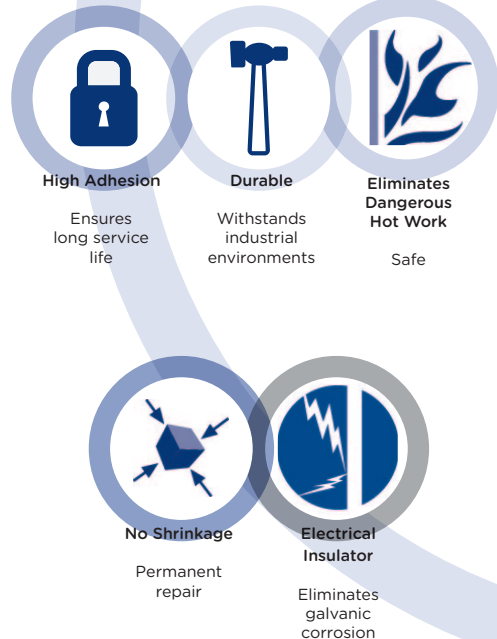 High Adhesion
Ensures
long service
life
Durable
Withstands
industrial
environments
Eliminates
Dangerous
Hot Work
Safe
No Shrinkage
Permanent
repair
Electrical
Insulator
Eliminates
galvanic
corrosion